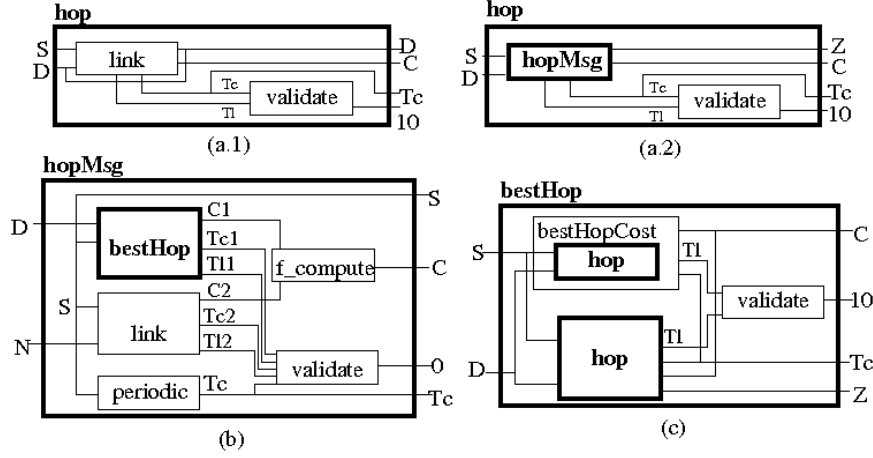 hop
S
D
link
D
C
Tc
Tl
validate
Tc
10
(a.1)
hop
S
D
hopMsg
Z
C
Tc
Tl
validate
Tc
10
(a.2)
hopMsg
D
S
N
bestHop
C1
Tc1
Tl1
C2
link
Tc2
Tl2
periodic
Tc
f_compute
validate
S
C
0
Tc
(b)
bestHop
S
D
bestHopCost
hop
Tl
hop
Tl
validate
C
10
Tc
Z
(c)